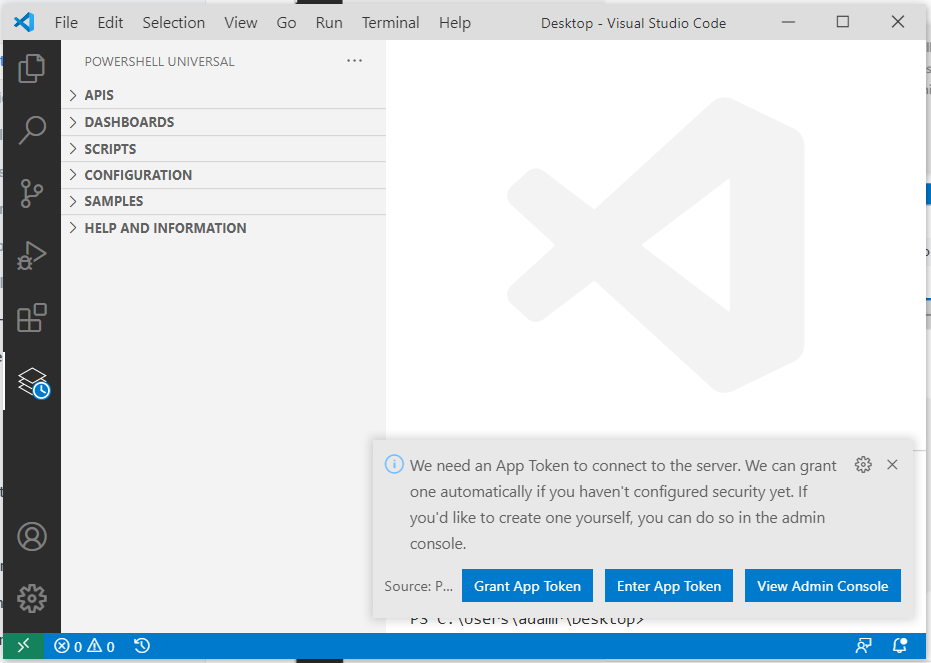 File Edit Selection View Go Run Terminal Help Desktop - Visual Studio Code
POWERSHELL UNIVERSAL
APIS
DASHBOARDS
SCRIPTS
CONFIGURATION
SAMPLES
HELP AND INFORMATION
We need an App Token to connect to the server. We can grant
one automatically if you haven't configured security yet. If
you'd like to create one yourself, you can do so in the admin
console.
Source: P... Grant App Token Enter App Token View Admin Console
PS C:\Users\adamr\Desktop>
0 0